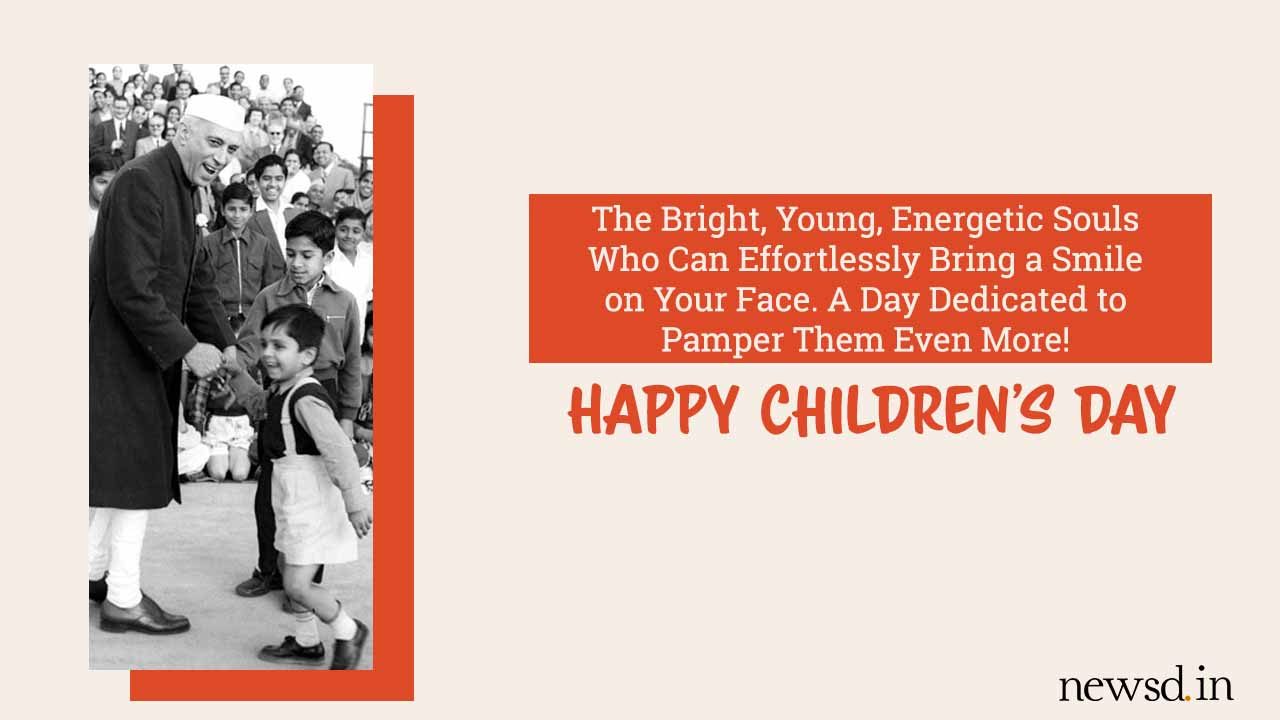 The Bright, Young, Energetic Souls
Who Can Effortlessly Bring a Smile
on Your Face. A Day Dedicated to
Pamper Them Even More!
HAPPY CHILDREN'S DAY
newsd.in